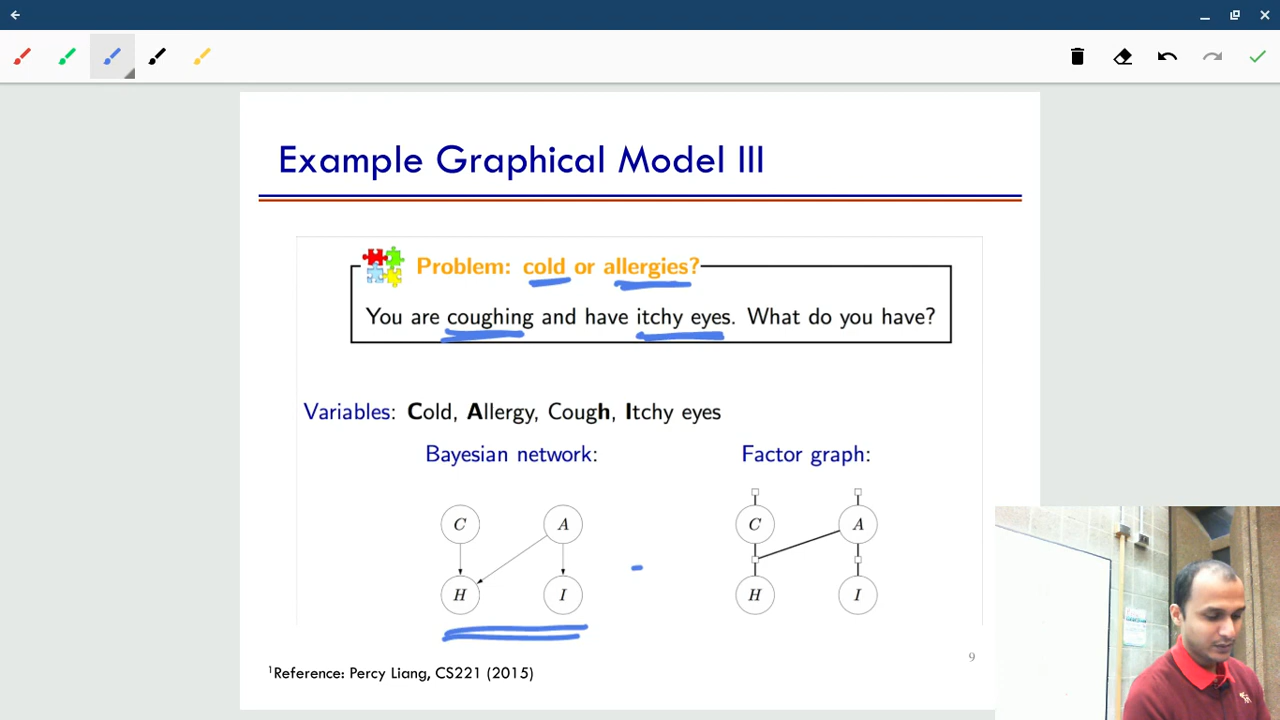 Example Graphical Model III
Problem: cold or allergies?
You are coughing and have itchy eyes. What do you have?
Variables: Cold, Allergy, Cough, Itchy eyes
Bayesian network:
Factor graph:
C A
H I
C A
H I
9
1Reference: Percy Liang, CS221 (2015)